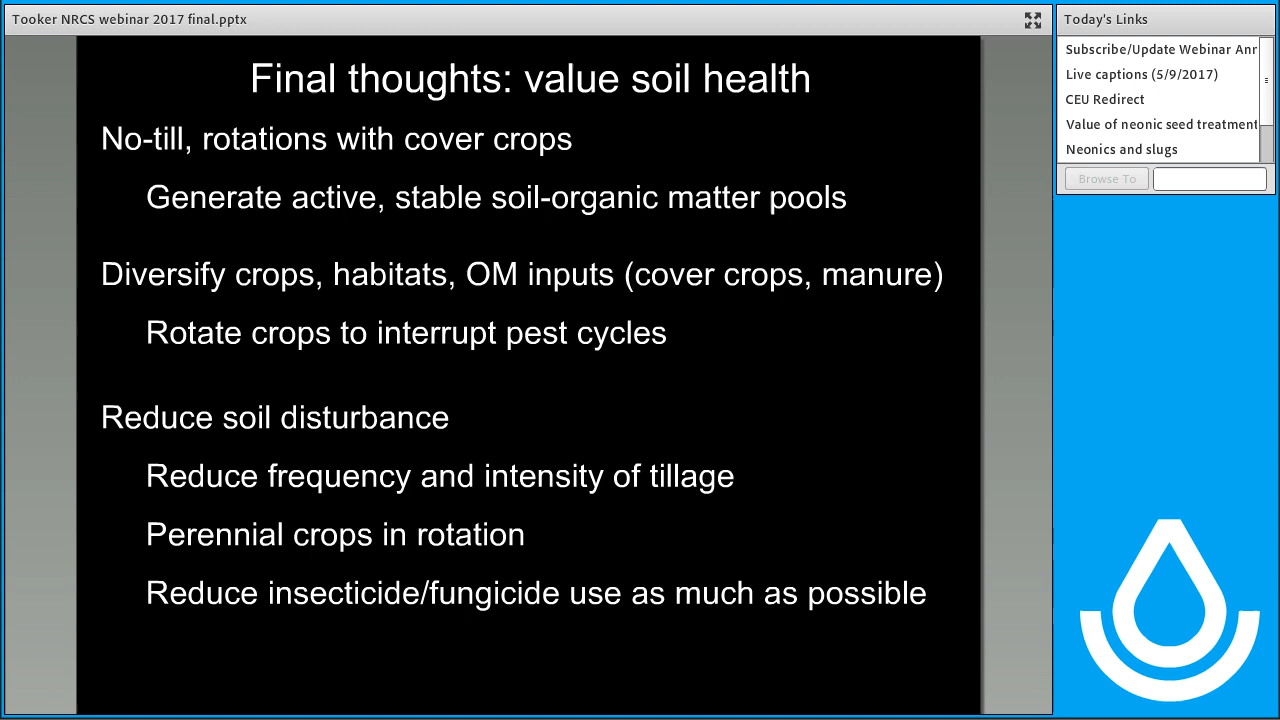 Tooker NRCS webinar 2017 final.pptx
Final thoughts: value soil health
No-till, rotations with cover crops
Generate active, stable soil-organic matter pools
Diversify crops, habitats, OM inputs (cover crops, manure)
Rotate crops to interrupt pest cycles
Reduce soil disturbance
Reduce frequency and intensity of tillage
Perennial crops in rotation
Reduce insecticide/fungicide use as much as possible
Today's Links
Subscribe/Update Webinar Anr
Live captions (5/9/2017)
CEU Redirect
Value of neonic seed treatment
Neonics and slugs
Browse To